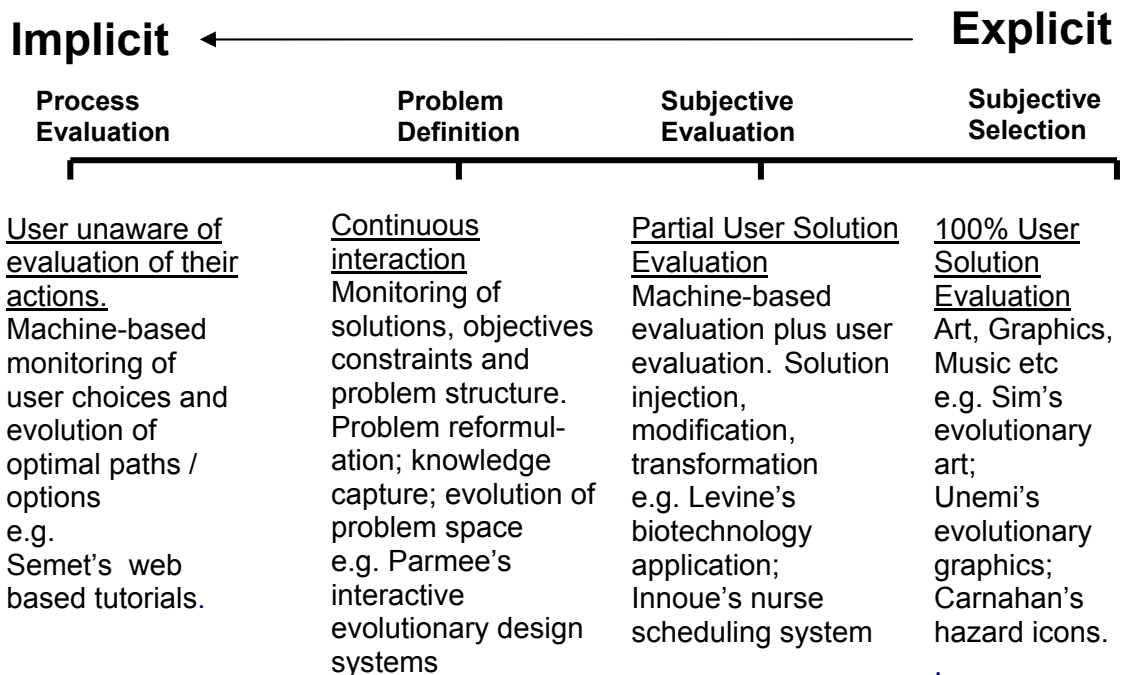 Implicit
Explicit
Process
Evaluation
Problem
Definition
Subjective
Evaluation
Subjective
Selection
User unaware of
evaluation of their
actions.
Machine-based
monitoring of
user choices and
evolution of
optimal paths /
options
e.g.
Semet's web
based tutorials.
Continuous
interaction
Monitoring of
solutions, objectives
constraints and
problem structure.
Problem reformul-
ation; knowledge
capture; evolution of
problem space
e.g. Parmee's
interactive
evolutionary design
systems
Partial User Solution
Evaluation
Machine-based
evaluation plus user
evaluation. Solution
injection,
modification,
transformation
e.g. Levine's
biotechnology
application;
Innoue's nurse
scheduling system
100% User
Solution
Evaluation
Art, Graphics,
Music etc
e.g. Sim's
evolutionary
art;
Unemi's
evolutionary
graphics;
Carnahan's
hazard icons.
.